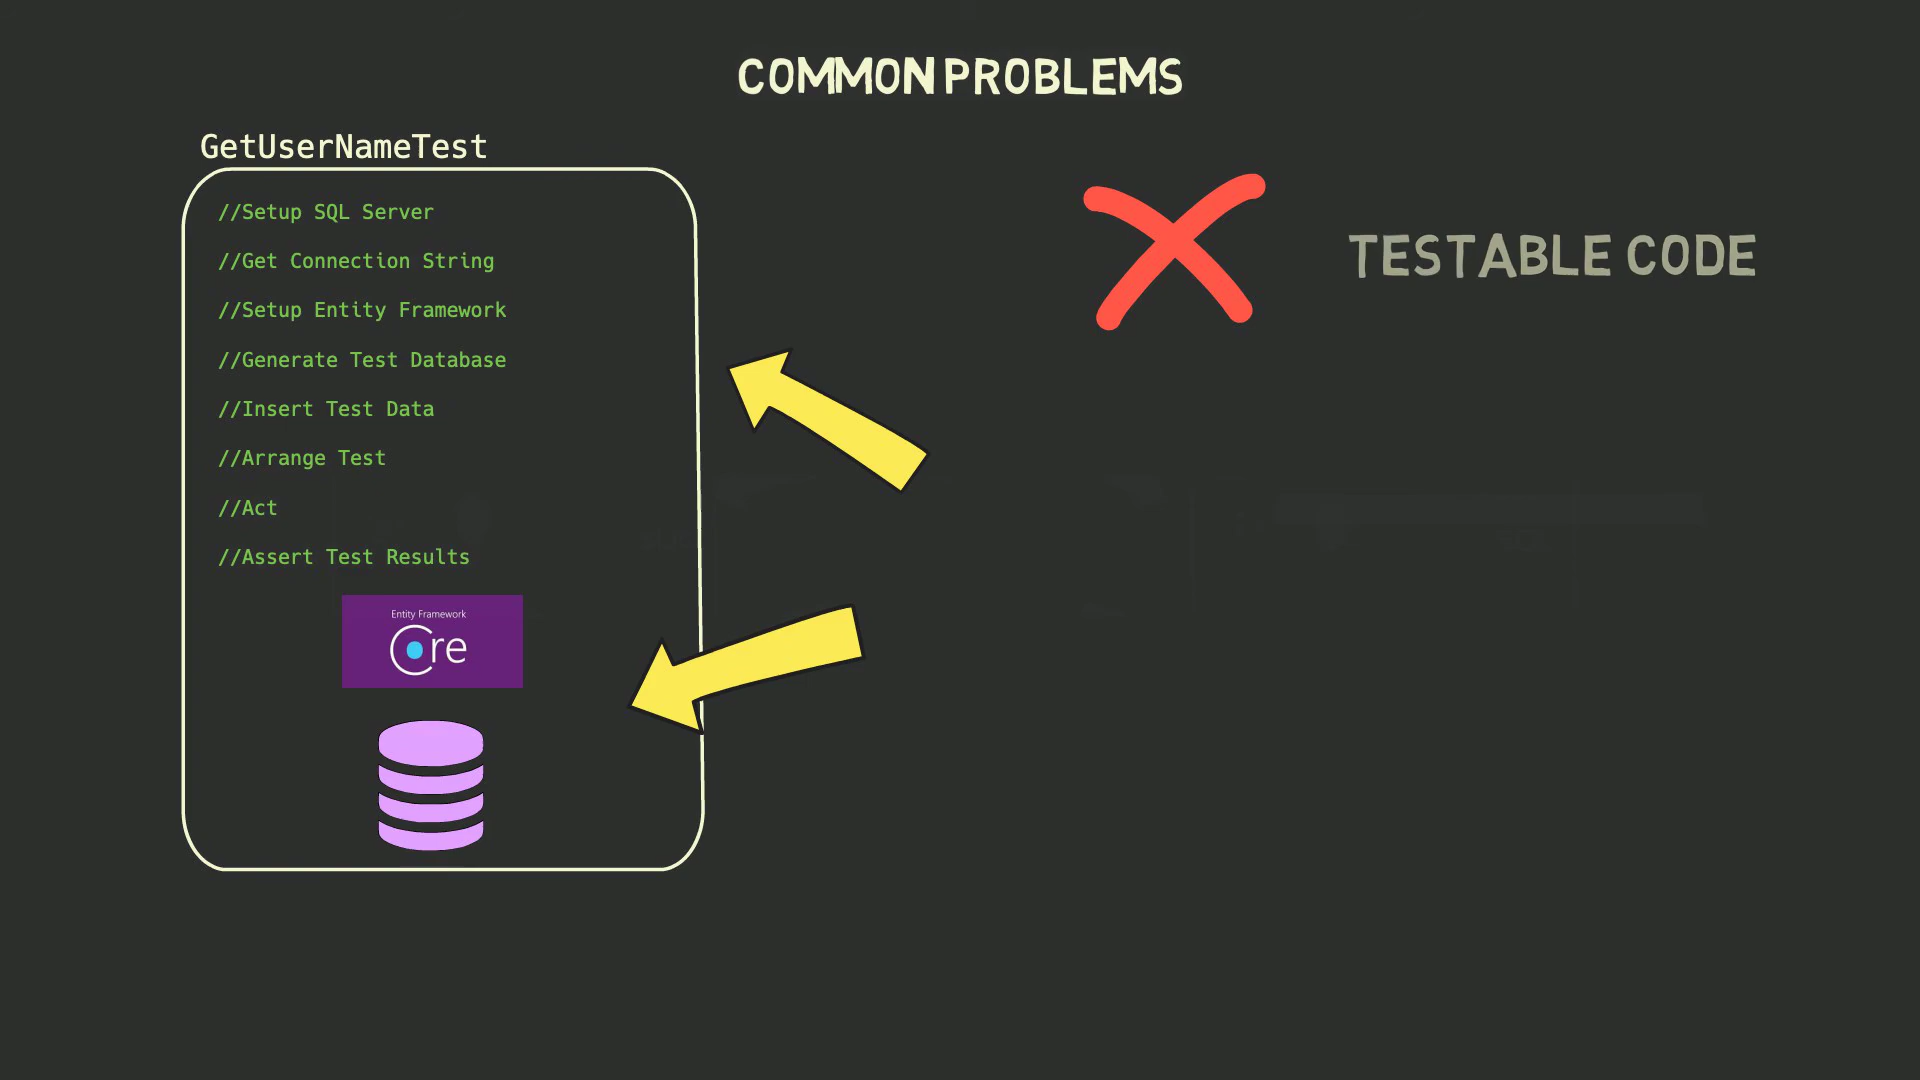 COMMON PROBLEMS
GetUserNameTest
//Setup SQL Server
//Get Connection String
//Setup Entity Framework
//Generate Test Database
//Insert Test Data
//Arrange Test
//Act
//Assert Test Results
Entity Framework
Core
TESTABLE CODE